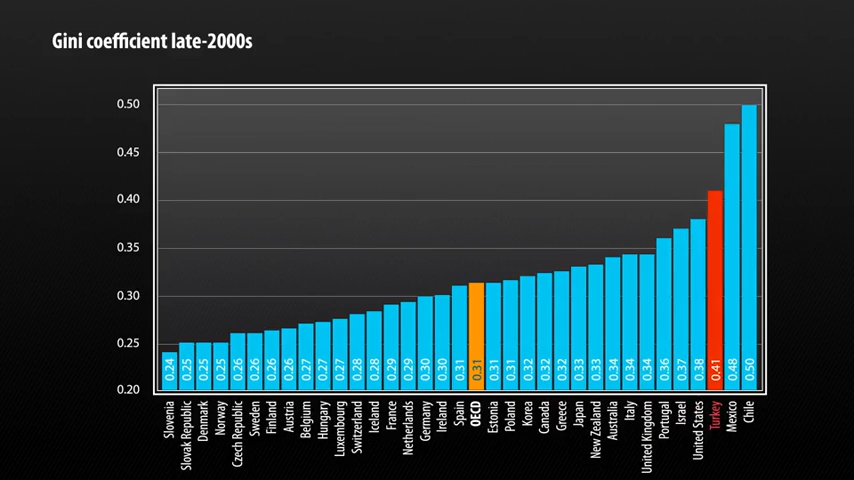 Gini coefficient late-2000s
0.50
0.45
0.40
0.35
0.30
0.25
0.20
0.24
0.25
0.25
0.25
0.26
0.26
0.26
0.26
0.27
0.27
0.27
0.28
0.28
0.29
0.29
0.30
0.30
0.31
0.31
0.31
0.31
0.32
0.32
0.32
0.33
0.33
0.34
0.34
0.34
0.36
0.37
0.38
0.41
0.48
0.50
Slovenia
Slovak Republic
Denmark
Norway
Czech Republic
Sweden
Finland
Austria
Belgium
Hungary
Luxembourg
Switzerland
Iceland
France
Netherlands
Germany
Ireland
Spain
OECD
Estonia
Poland
Korea
Canada
Greece
Japan
New Zealand
Australia
Italy
United Kingdom
Portugal
Israel
United States
Turkey
Mexico
Chile